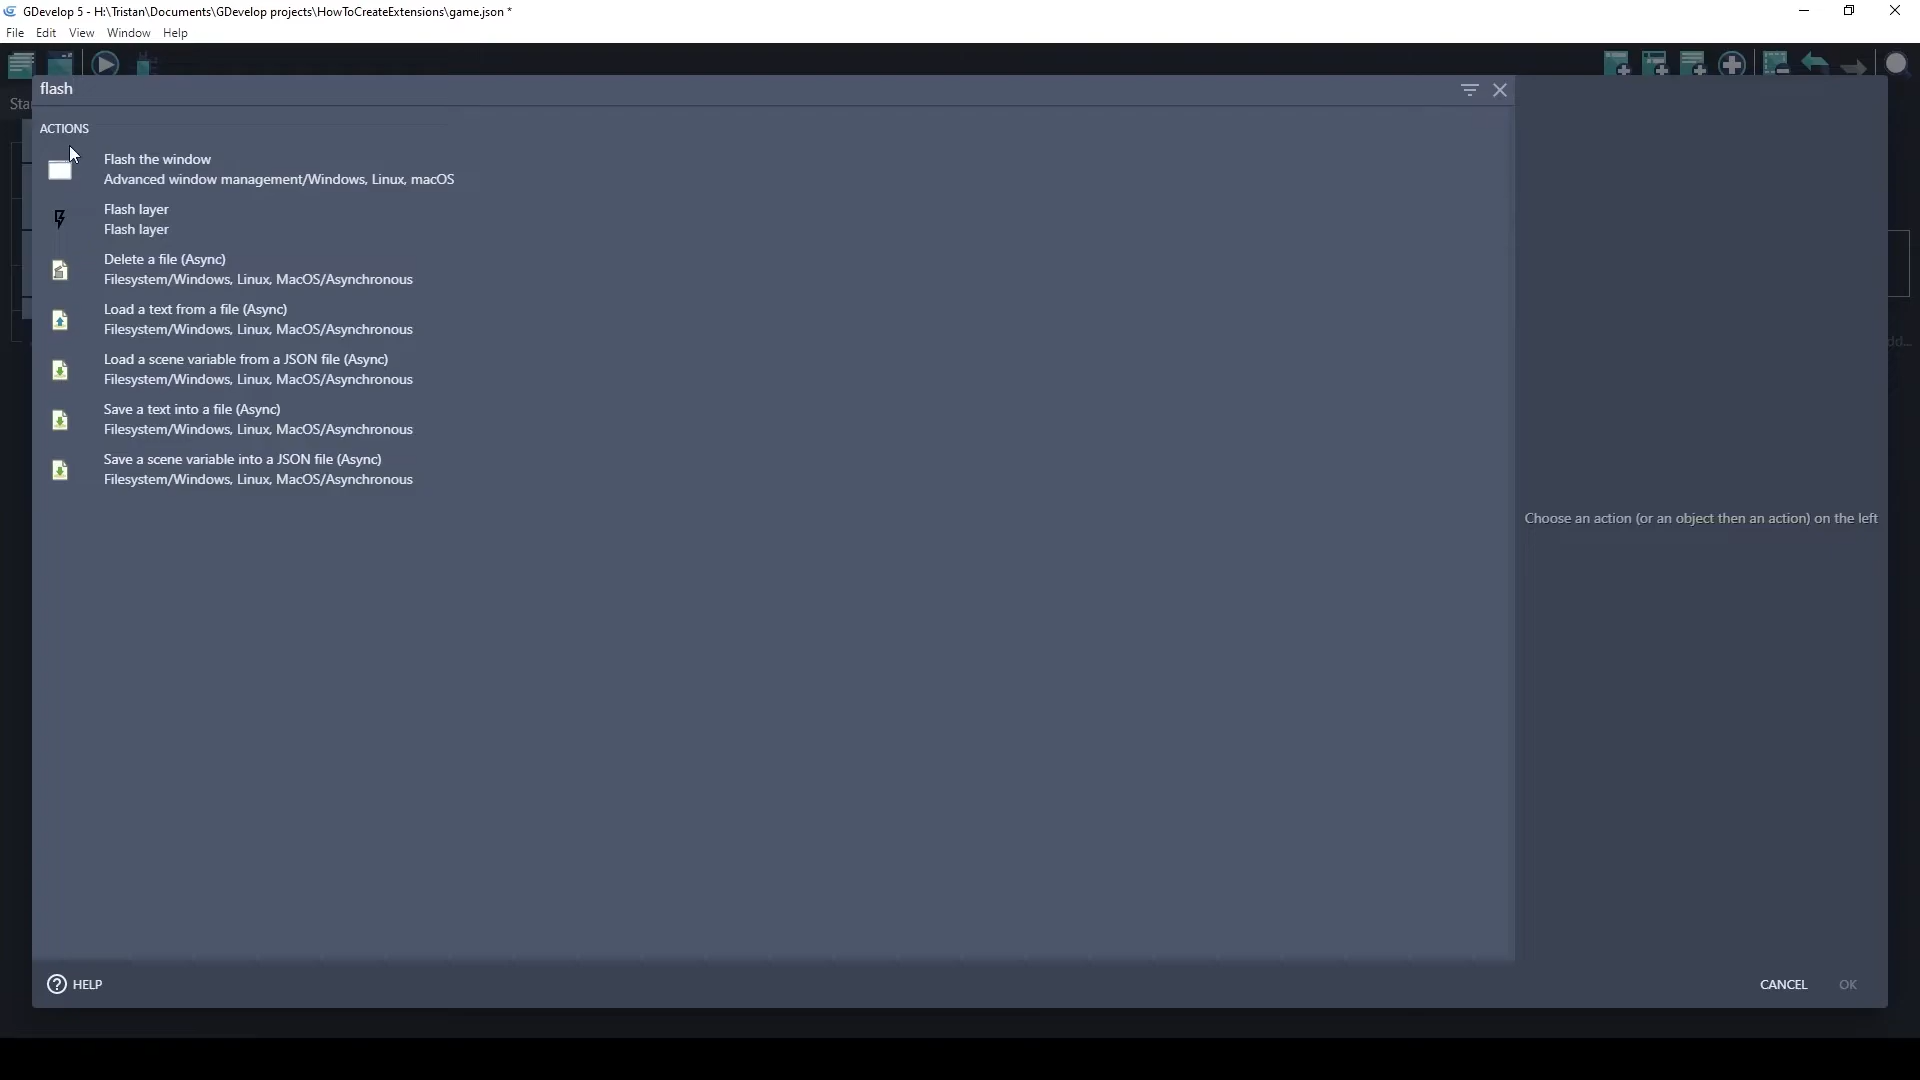 GDevelop 5 - H:\Tristan\Documents\GDevelop projects\HowToCreateExtensions\game.json *
File Edit View Window Help
Sta
flash
ACTIONS
Flash the window
Advanced window management/Windows, Linux, macOS
Flash layer
Flash layer
Delete a file (Async)
Filesystem/Windows, Linux, MacOS/Asynchronous
Load a text from a file (Async)
Filesystem/Windows, Linux, MacOS/Asynchronous
Load a scene variable from a JSON file (Async)
Filesystem/Windows, Linux, MacOS/Asynchronous
Save a text into a file (Async)
Filesystem/Windows, Linux, MacOS/Asynchronous
Save a scene variable into a JSON file (Async)
Filesystem/Windows, Linux, MacOS/Asynchronous
Choose an action (or an object then an action) on the left
HELP
CANCEL OK